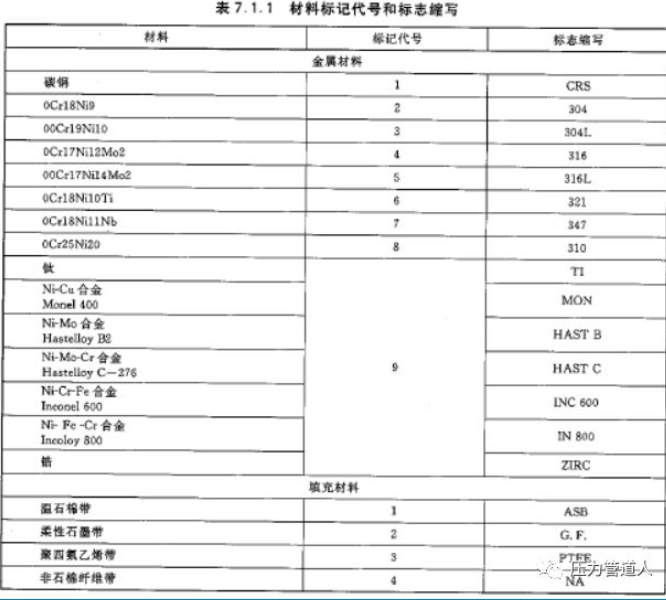 表 7.1.1 材料标记代号和标志缩写
材料 标记代号 标志缩写
金属材料
碳钢 1 CRS
0Cr18Ni9 2 304
00Cr19Ni10 3 304L
0Cr17Ni12Mo2 4 316
00Cr17Ni14Mo2 5 316L
0Cr18Ni10Ti 6 321
0Cr18Ni11Nb 7 347
0Cr25Ni20 8 310
钛 9 TI
Ni-Cu 合金
Monel 400 MON
Ni-Mo 合金
Hastelloy B2 HAST B
Ni-Mo-Cr 合金
Hastelloy C-276 HAST C
Ni-Cr-Fe 合金
Inconel 600 INC 600
Ni- Fe -Cr 合金
Incoloy 800 IN 800
锆 ZIRC
填充材料
温石棉带 1 ASB
柔性石墨带 2 G. F.
聚四氟乙烯带 3 PTFE
非石棉纤维带 4 NA
压力管道人